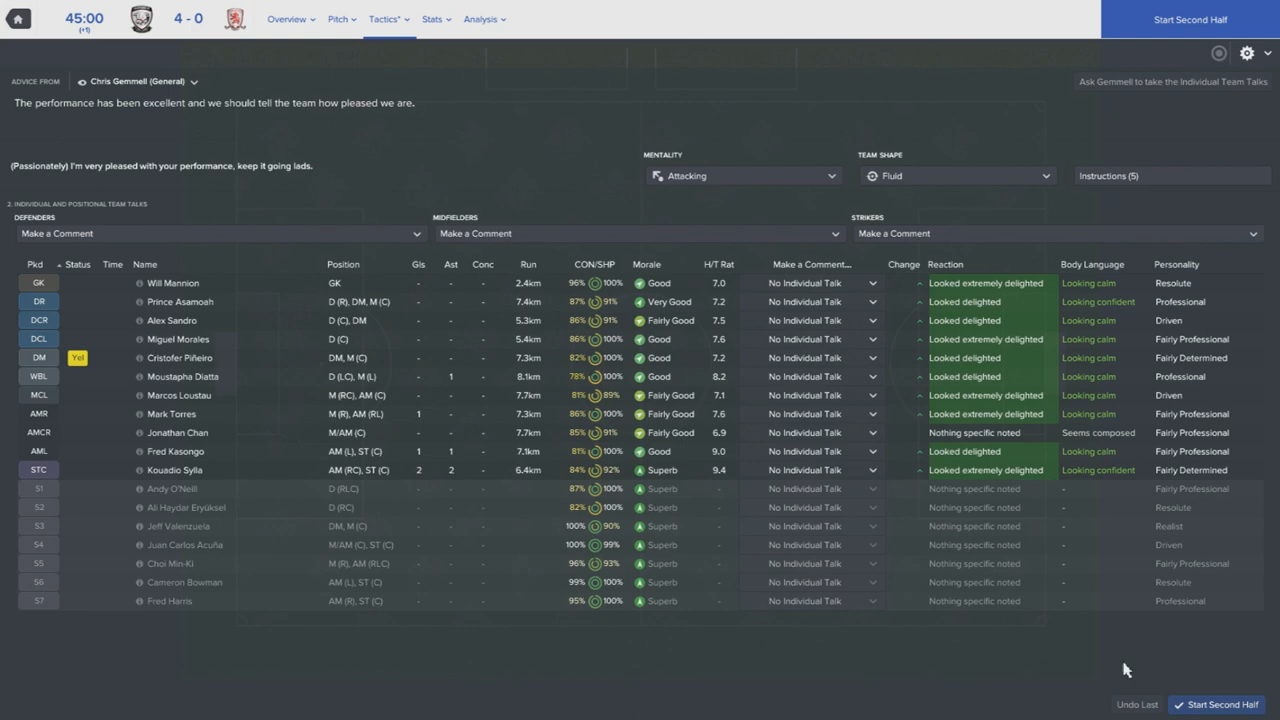 45:00 4 - 0 Overview Pitch Tactics* Stats Analysis Start Second Half
(+1)
ADVICE FROM Chris Gemmell (General) Ask Gemmell to take the Individual Team Talks
The performance has been excellent and we should tell the team how pleased we are.
MENTALITY TEAM SHAPE
(Passionately) I'm very pleased with your performance, keep it going lads.
Attacking Fluid Instructions (5)
2. INDIVIDUAL AND POSITIONAL TEAM TALKS
DEFENDERS MIDFIELDERS STRIKERS
Make a Comment Make a Comment Make a Comment
Pkd Status Time Name Position Gls Ast Conc Run CON/SHP Morale H/T Rat Make a Comment... Change Reaction Body Language Personality
GK Will Mannion GK - - - 2.4km 96% 100% Good 7.0 No Individual Talk Looked extremely delighted Looking calm Resolute
DR Prince Asamoah D (R), DM, M (C) - - - 7.4km 87% 91% Very Good 7.2 No Individual Talk Looked delighted Looking confident Professional
DCR Alex Sandro D (C), DM - - - 5.3km 86% 91% Fairly Good 7.5 No Individual Talk Looked delighted Looking calm Driven
DCL Miguel Morales D (C) - - - 5.4km 86% 100% Good 7.6 No Individual Talk Looked extremely delighted Looking calm Fairly Professional
DM Yel Cristofer Piñeiro DM, M (C) - - - 7.3km 82% 100% Good 7.2 No Individual Talk Looked delighted Looking calm Fairly Determined
WBL Moustapha Diatta D (LC), M (L) - 1 - 8.1km 78% 100% Good 8.2 No Individual Talk Looked delighted Looking calm Professional
MCL Marcos Loustau M (RC), AM (C) - - - 7.7km 81% 89% Fairly Good 7.1 No Individual Talk Looked extremely delighted Looking calm Driven
AMR Mark Torres M (R), AM (RL) 1 - - 7.3km 86% 100% Fairly Good 7.6 No Individual Talk Looked extremely delighted Looking calm Fairly Professional
AMCR Jonathan Chan M/AM (C) - - - 7.7km 85% 91% Fairly Good 6.9 No Individual Talk Nothing specific noted Seems composed Fairly Professional
AML Fred Kasongo AM (L), ST (C) 1 1 - 7.1km 81% 100% Good 9.0 No Individual Talk Looked delighted Looking calm Fairly Professional
STC Kouadio Sylla AM (RC), ST (C) 2 2 - 6.4km 84% 92% Superb 9.4 No Individual Talk Looked extremely delighted Looking confident Fairly Determined
S1 Andy O'Neill D (RLC) - - - 87% 100% Superb - No Individual Talk Nothing specific noted - Fairly Professional
S2 Ali Haydar Eryüksel D (RC) - - - 82% 100% Superb - No Individual Talk Nothing specific noted - Resolute
S3 Jeff Valenzuela DM, M (C) - - - 100% 90% Superb - No Individual Talk Nothing specific noted - Realist
S4 Juan Carlos Acuña M/AM (C), ST (C) - - - 100% 99% Superb - No Individual Talk Nothing specific noted - Driven
S5 Choi Min-Ki M (R), AM (RLC) - - - 96% 93% Superb - No Individual Talk Nothing specific noted - Fairly Professional
S6 Cameron Bowman AM (L), ST (C) - - - 99% 100% Superb - No Individual Talk Nothing specific noted - Resolute
S7 Fred Harris AM (R), ST (C) - - - 95% 100% Superb - No Individual Talk Nothing specific noted - Professional
Undo Last Start Second Half